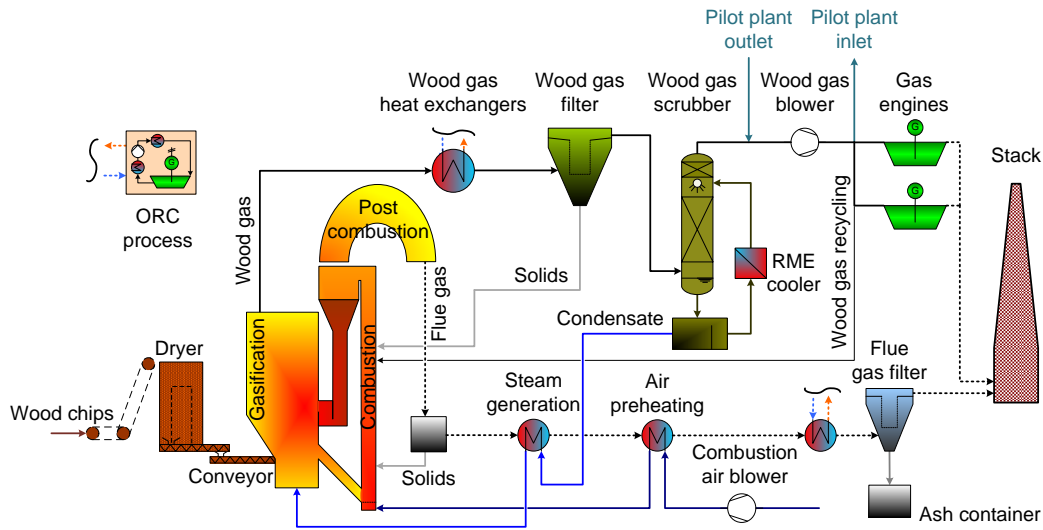 Pilot plant
outlet
Pilot plant
inlet
Wood gas
heat exchangers
Wood gas
filter
Wood gas
scrubber
Wood gas
blower
Gas
engines
G
G
Stack
M
M
G
ORC
process
Wood gas
Post
combustion
Flue gas
Solids
RME
cooler
Wood gas recycling
Condensate
Gasification
Combustion
Dryer
Wood chips
Conveyor
Solids
Steam
generation
Air
preheating
Combustion
air blower
Flue
gas filter
Ash container